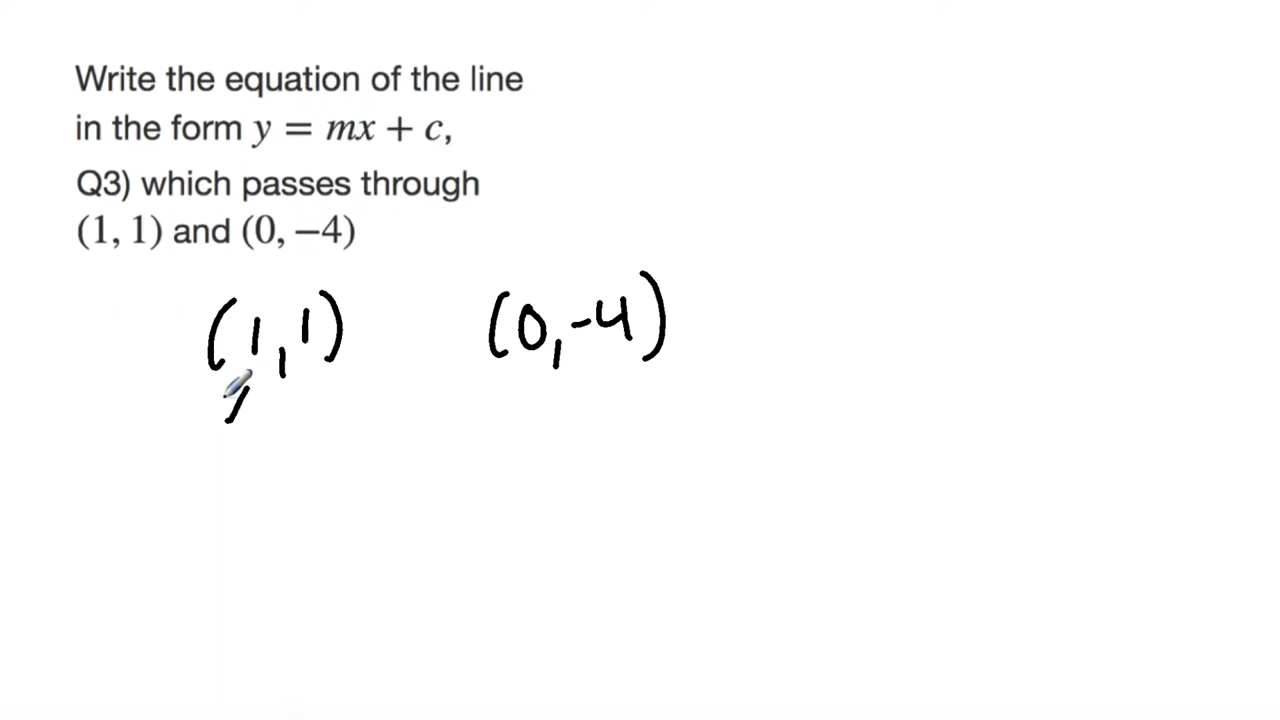 Write the equation of the line
in the form y = mx + c,
Q3) which passes through
(1, 1) and (0, −4)
(1,1) (0,-4)